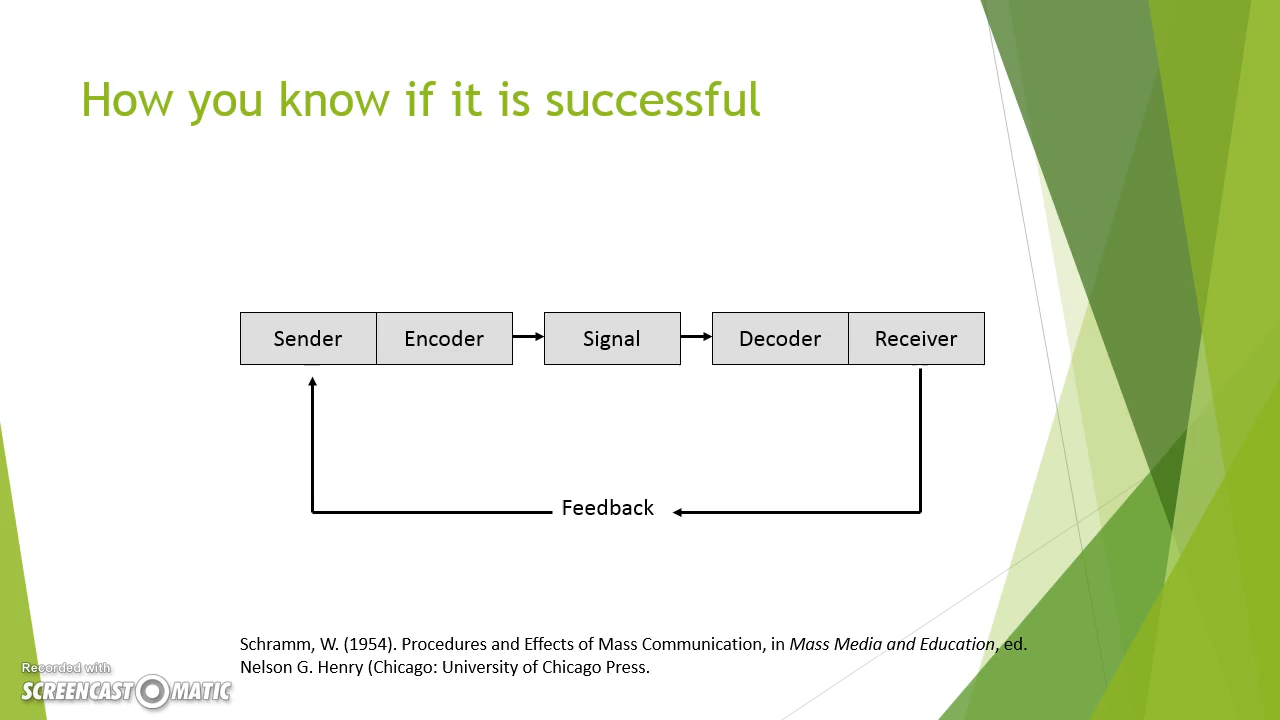 How you know if it is successful
Sender Encoder Signal Decoder Receiver
Feedback
Schramm, W. (1954). Procedures and Effects of Mass Communication, in Mass Media and Education, ed.
Nelson G. Henry (Chicago: University of Chicago Press.
Recorded with
SCREENCAST O MATIC